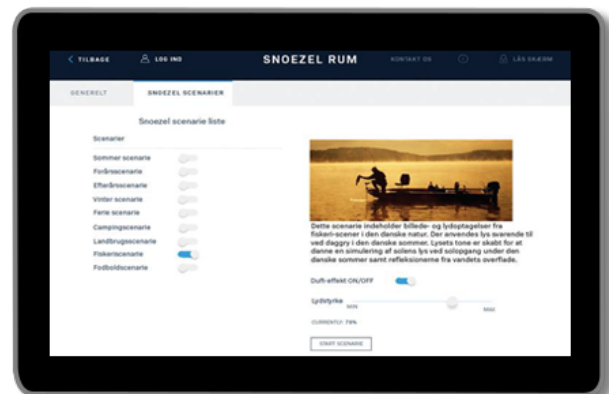 TILBAGE
LOG IND
SNOEZEL RUM
KONTAKT OS
LÅS SKÆRM
GENERELT
SNOEZEL SCENARIER
Snoezel scenarie liste
Scenarier
Sommer scenarie
Forårsscenarie
Efterårsscenarie
Vinter scenarie
Ferie scenarie
Campingscenarie
Landbrugsscenarie
Fiskeriscenarie
Fodboldscenarie
Dette scenarie indeholder billede- og lydoptagelser fra
fiskeri-scener i den danske natur. Der anvendes lys svarende til
ved daggry i den danske sommer. Lysets tone er skabt for at
danne en simulering af solens lys ved solopgang under den
danske sommer samt refleksionerne fra vandets overflade.
Duft-effekt ON/OFF
Lydstyrke
MIN
MAX
CURRENTLY: 75%
START SCENARIE